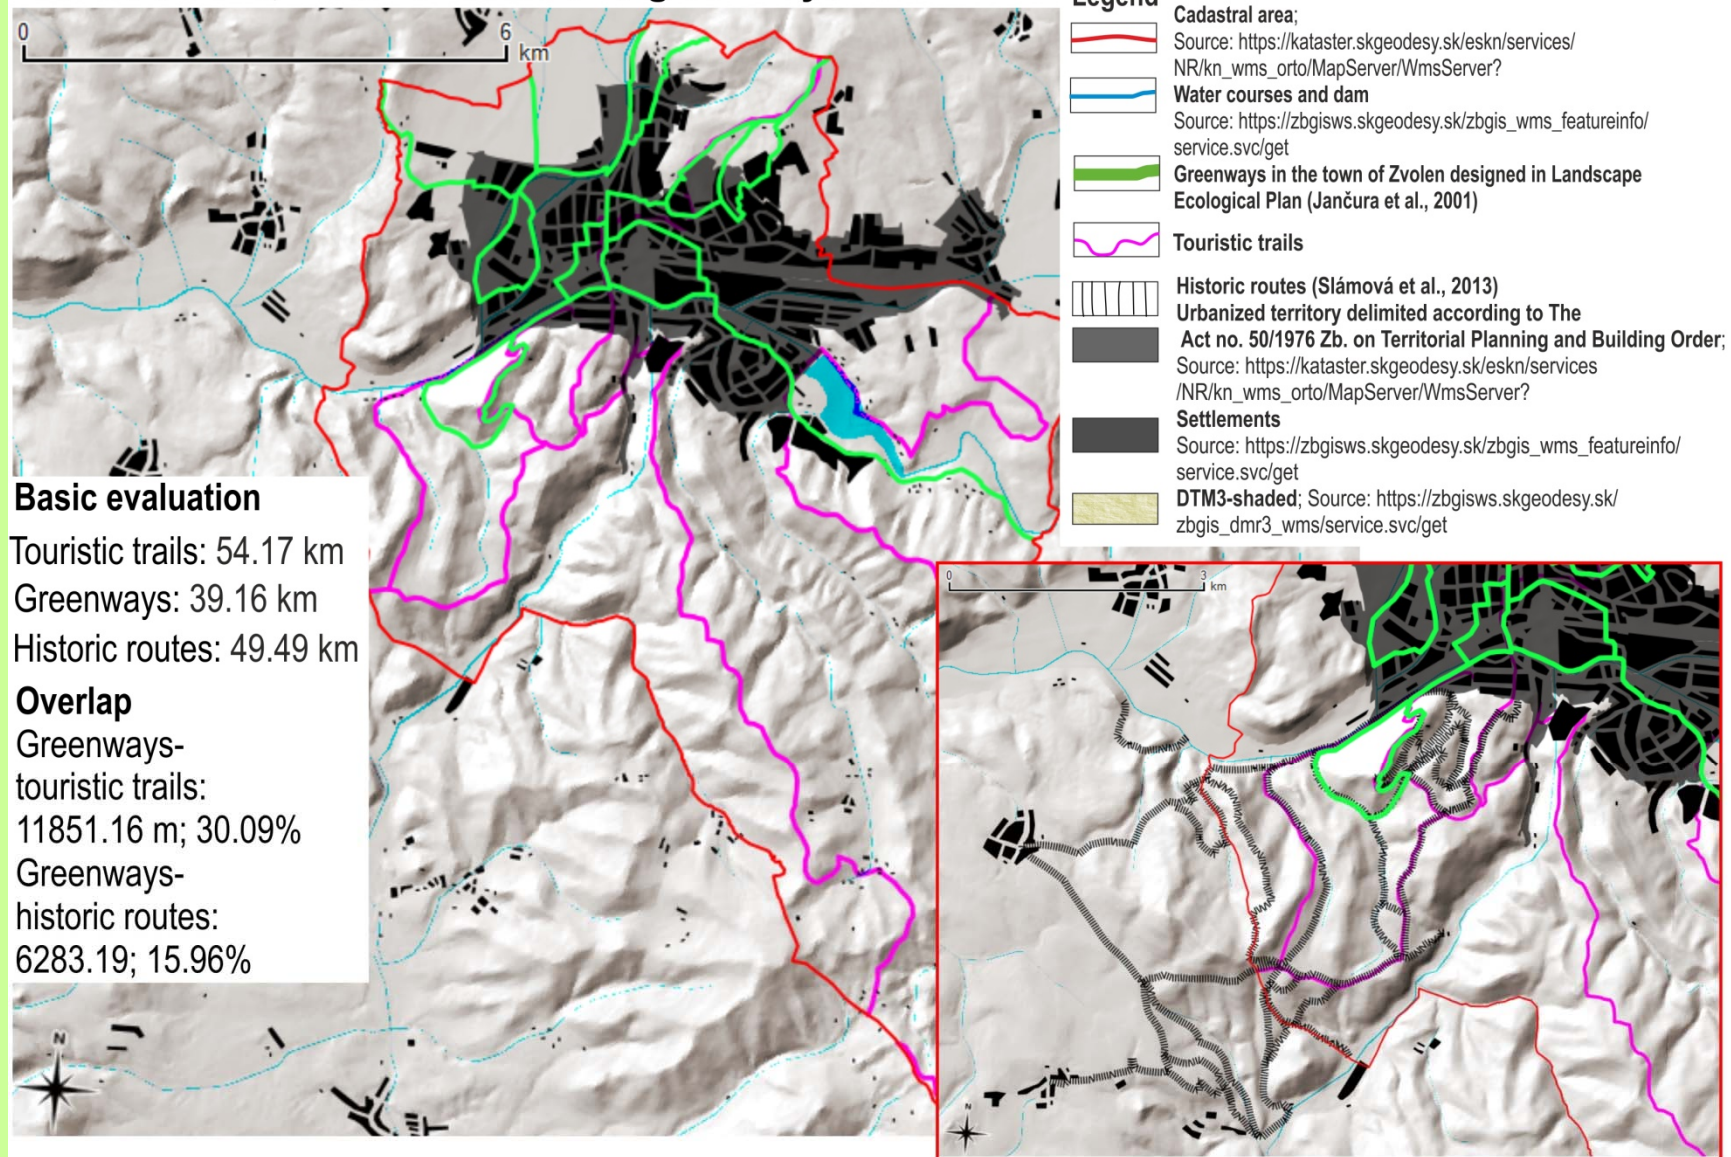 0 6
km
Legend
Cadastral area;
Source: https://kataster.skgeodesy.sk/eskn/services/
NR/kn_wms_orto/MapServer/WmsServer?
Water courses and dam
Source: https://zbgisws.skgeodesy.sk/zbgis_wms_featureinfo/
service.svc/get
Greenways in the town of Zvolen designed in Landscape
Ecological Plan (Jančura et al., 2001)
Touristic trails
Historic routes (Slámová et al., 2013)
Urbanized territory delimited according to The
Act no. 50/1976 Zb. on Territorial Planning and Building Order;
Source: https://kataster.skgeodesy.sk/eskn/services
/NR/kn_wms_orto/MapServer/WmsServer?
Settlements
Source: https://zbgisws.skgeodesy.sk/zbgis_wms_featureinfo/
service.svc/get
DTM3-shaded; Source: https://zbgisws.skgeodesy.sk/
zbgis_dmr3_wms/service.svc/get
Basic evaluation
Touristic trails: 54.17 km
Greenways: 39.16 km
Historic routes: 49.49 km
Overlap
Greenways-
touristic trails:
11851.16 m; 30.09%
Greenways-
historic routes:
6283.19; 15.96%
N
0 3
km
N